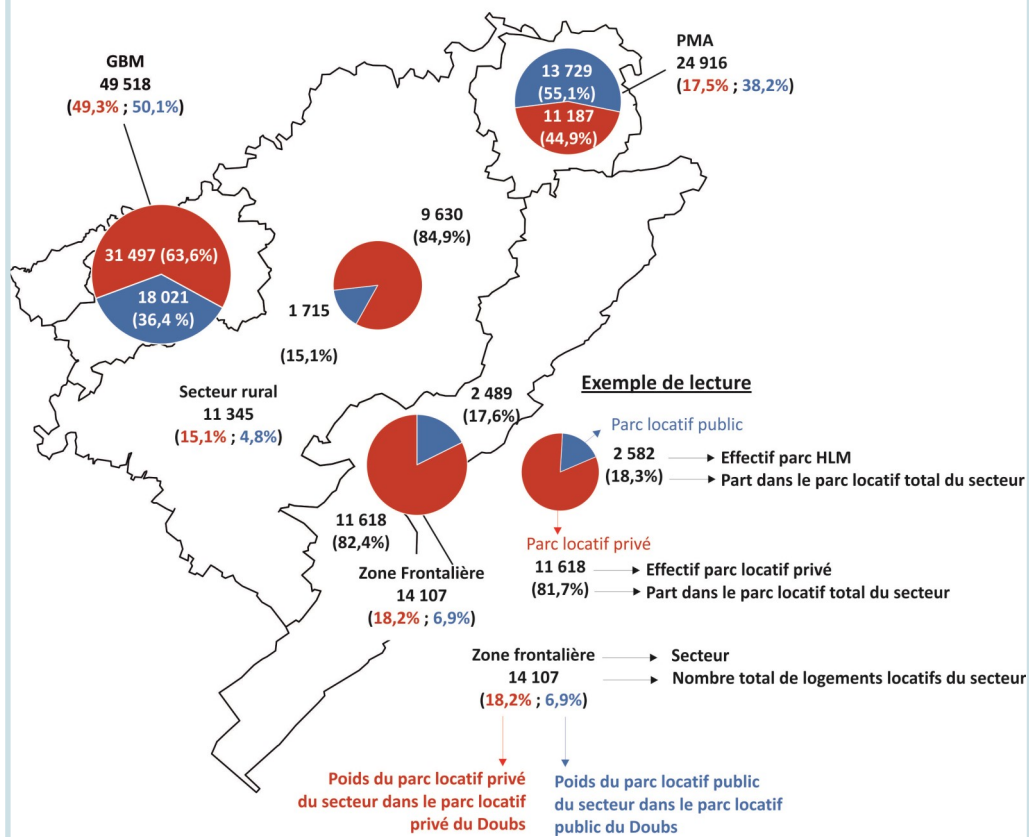 GBM
49 518
(49,3% ; 50,1%)
PMA
24 916
(17,5% ; 38,2%)
13 729
(55,1%)
11 187
(44,9%)
31 497 (63,6%)
18 021
(36,4 %)
9 630
(84,9%)
1 715
(15,1%)
Secteur rural
11 345
(15,1% ; 4,8%)
2 489
(17,6%)
11 618
(82,4%)
Zone Frontalière
14 107
(18,2% ; 6,9%)
Exemple de lecture
Parc locatif public
2 582 Effectif parc HLM
(18,3%) Part dans le parc locatif total du secteur
Parc locatif privé
11 618 Effectif parc locatif privé
(81,7%) Part dans le parc locatif total du secteur
Zone frontalière Secteur
14 107 Nombre total de logements locatifs du secteur
(18,2% ; 6,9%)
Poids du parc locatif privé
du secteur dans le parc locatif
privé du Doubs
Poids du parc locatif public
du secteur dans le parc locatif
public du Doubs